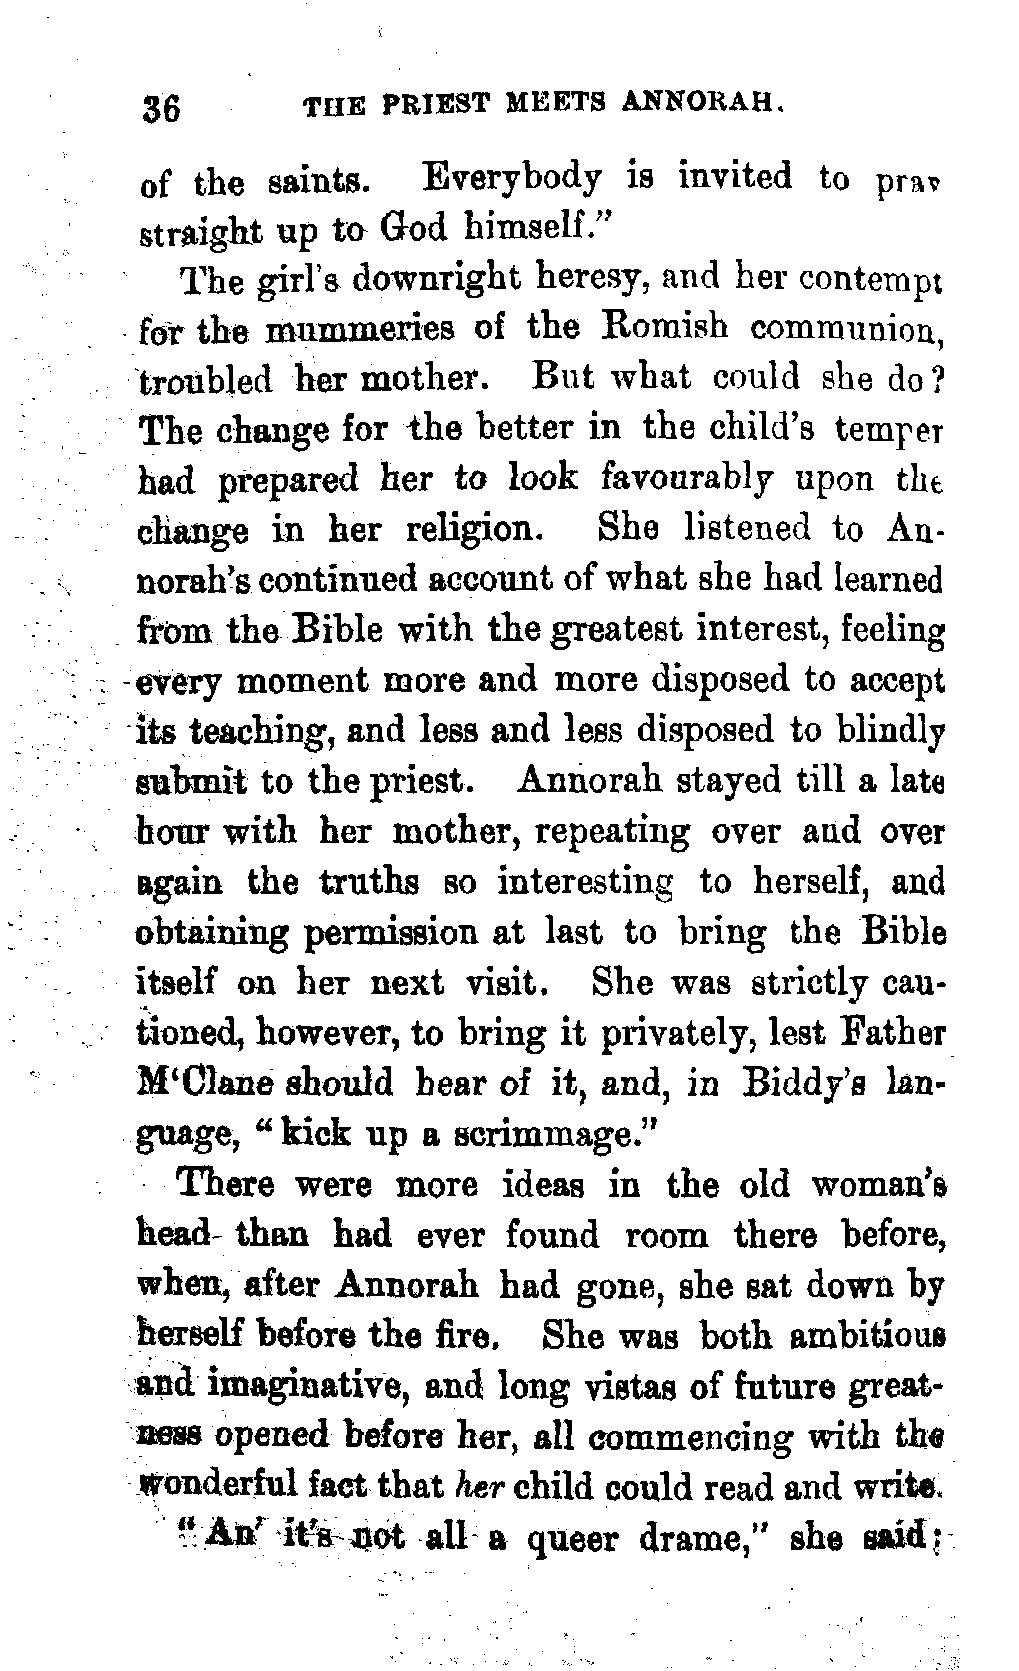 36 THE PRIEST MEETS ANNORAH.
of the saints. Everybody is invited to pray
straight up to God himself.”
The girl's downright heresy, and her contempt
for the mummeries of the Romish communion,
troubled her mother. But what could she do?
The change for the better in the child's temper
had prepared her to look favourably upon the
change in her religion. She listened to An-
norah's continued account of what she had learned
from the Bible with the greatest interest, feeling
every moment more and more disposed to accept
its teaching, and less and less disposed to blindly
submit to the priest. Annorah stayed till a late
hour with her mother, repeating over and over
again the truths so interesting to herself, and
obtaining permission at last to bring the Bible
itself on her next visit. She was strictly cau-
tioned, however, to bring it privately, lest Father
M‘Clane should hear of it, and, in Biddy's lan-
guage, “kick up a scrimmage.”
There were more ideas in the old woman's
head than had ever found room there before,
when, after Annorah had gone, she sat down by
herself before the fire. She was both ambitious
and imaginative, and long vistas of future great-
ness opened before her, all commencing with the
wonderful fact that her child could read and write.
“An' it's not all a queer drame,” she said;